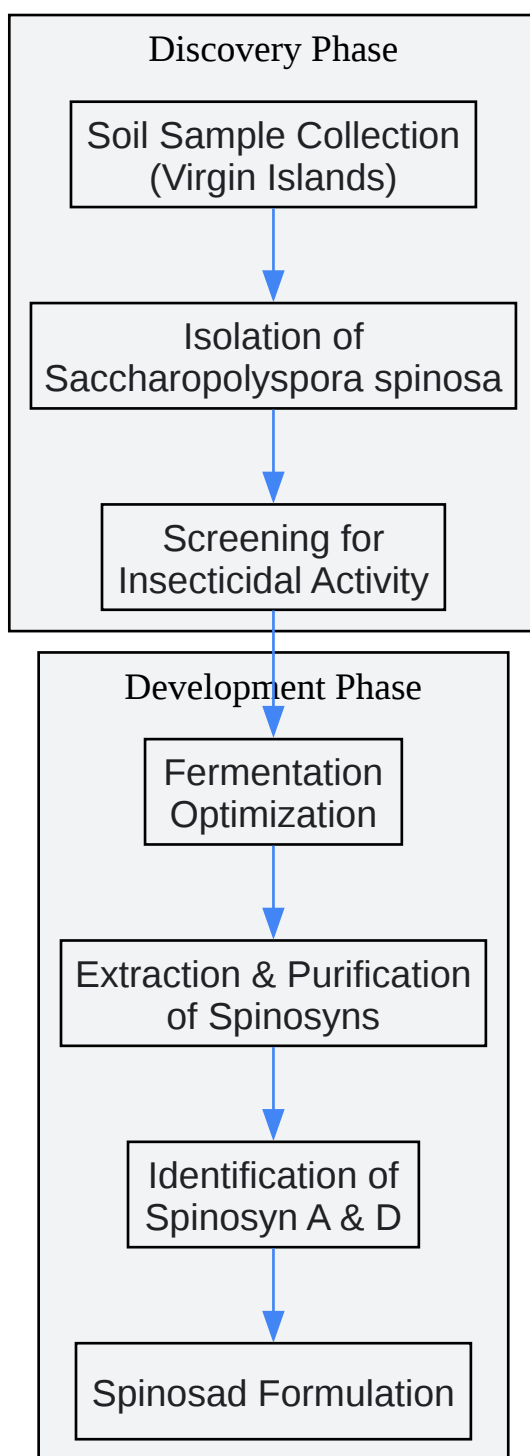 Discovery Phase
Soil Sample Collection
(Virgin Islands)
Isolation of
Saccharopolyspora spinosa
Screening for
Insecticidal Activity
Development Phase
Fermentation
Optimization
Extraction & Purification
of Spinosyns
Identification of
Spinosyn A & D
Spinosad Formulation